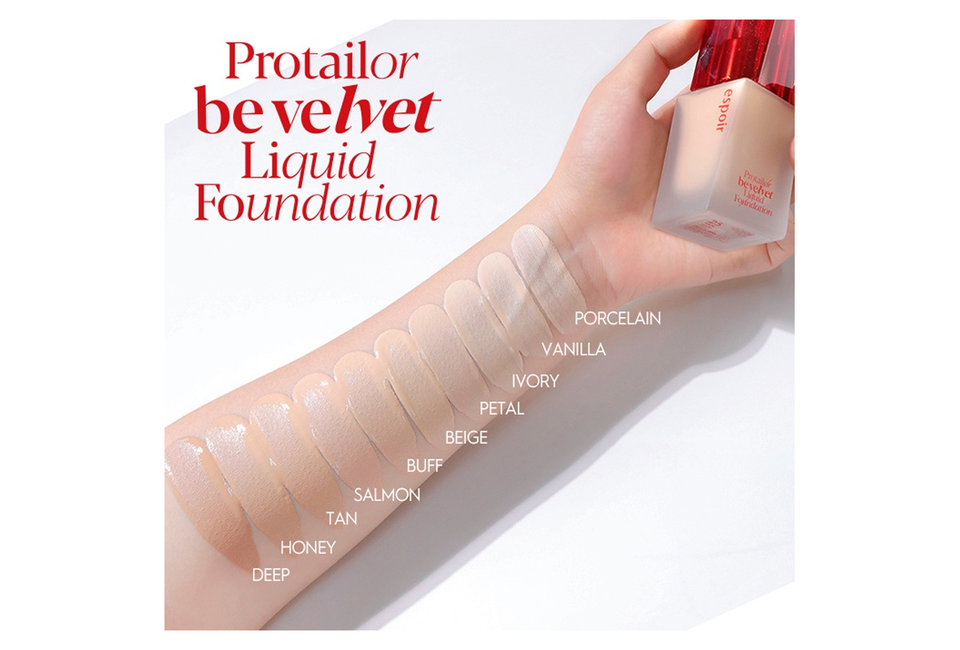 Protailor
be velvet
Liquid
Foundation
espoir
Protailor
be velvet
Liquid
Foundation
PORCELAIN
VANILLA
IVORY
PETAL
BEIGE
BUFF
SALMON
TAN
HONEY
DEEP